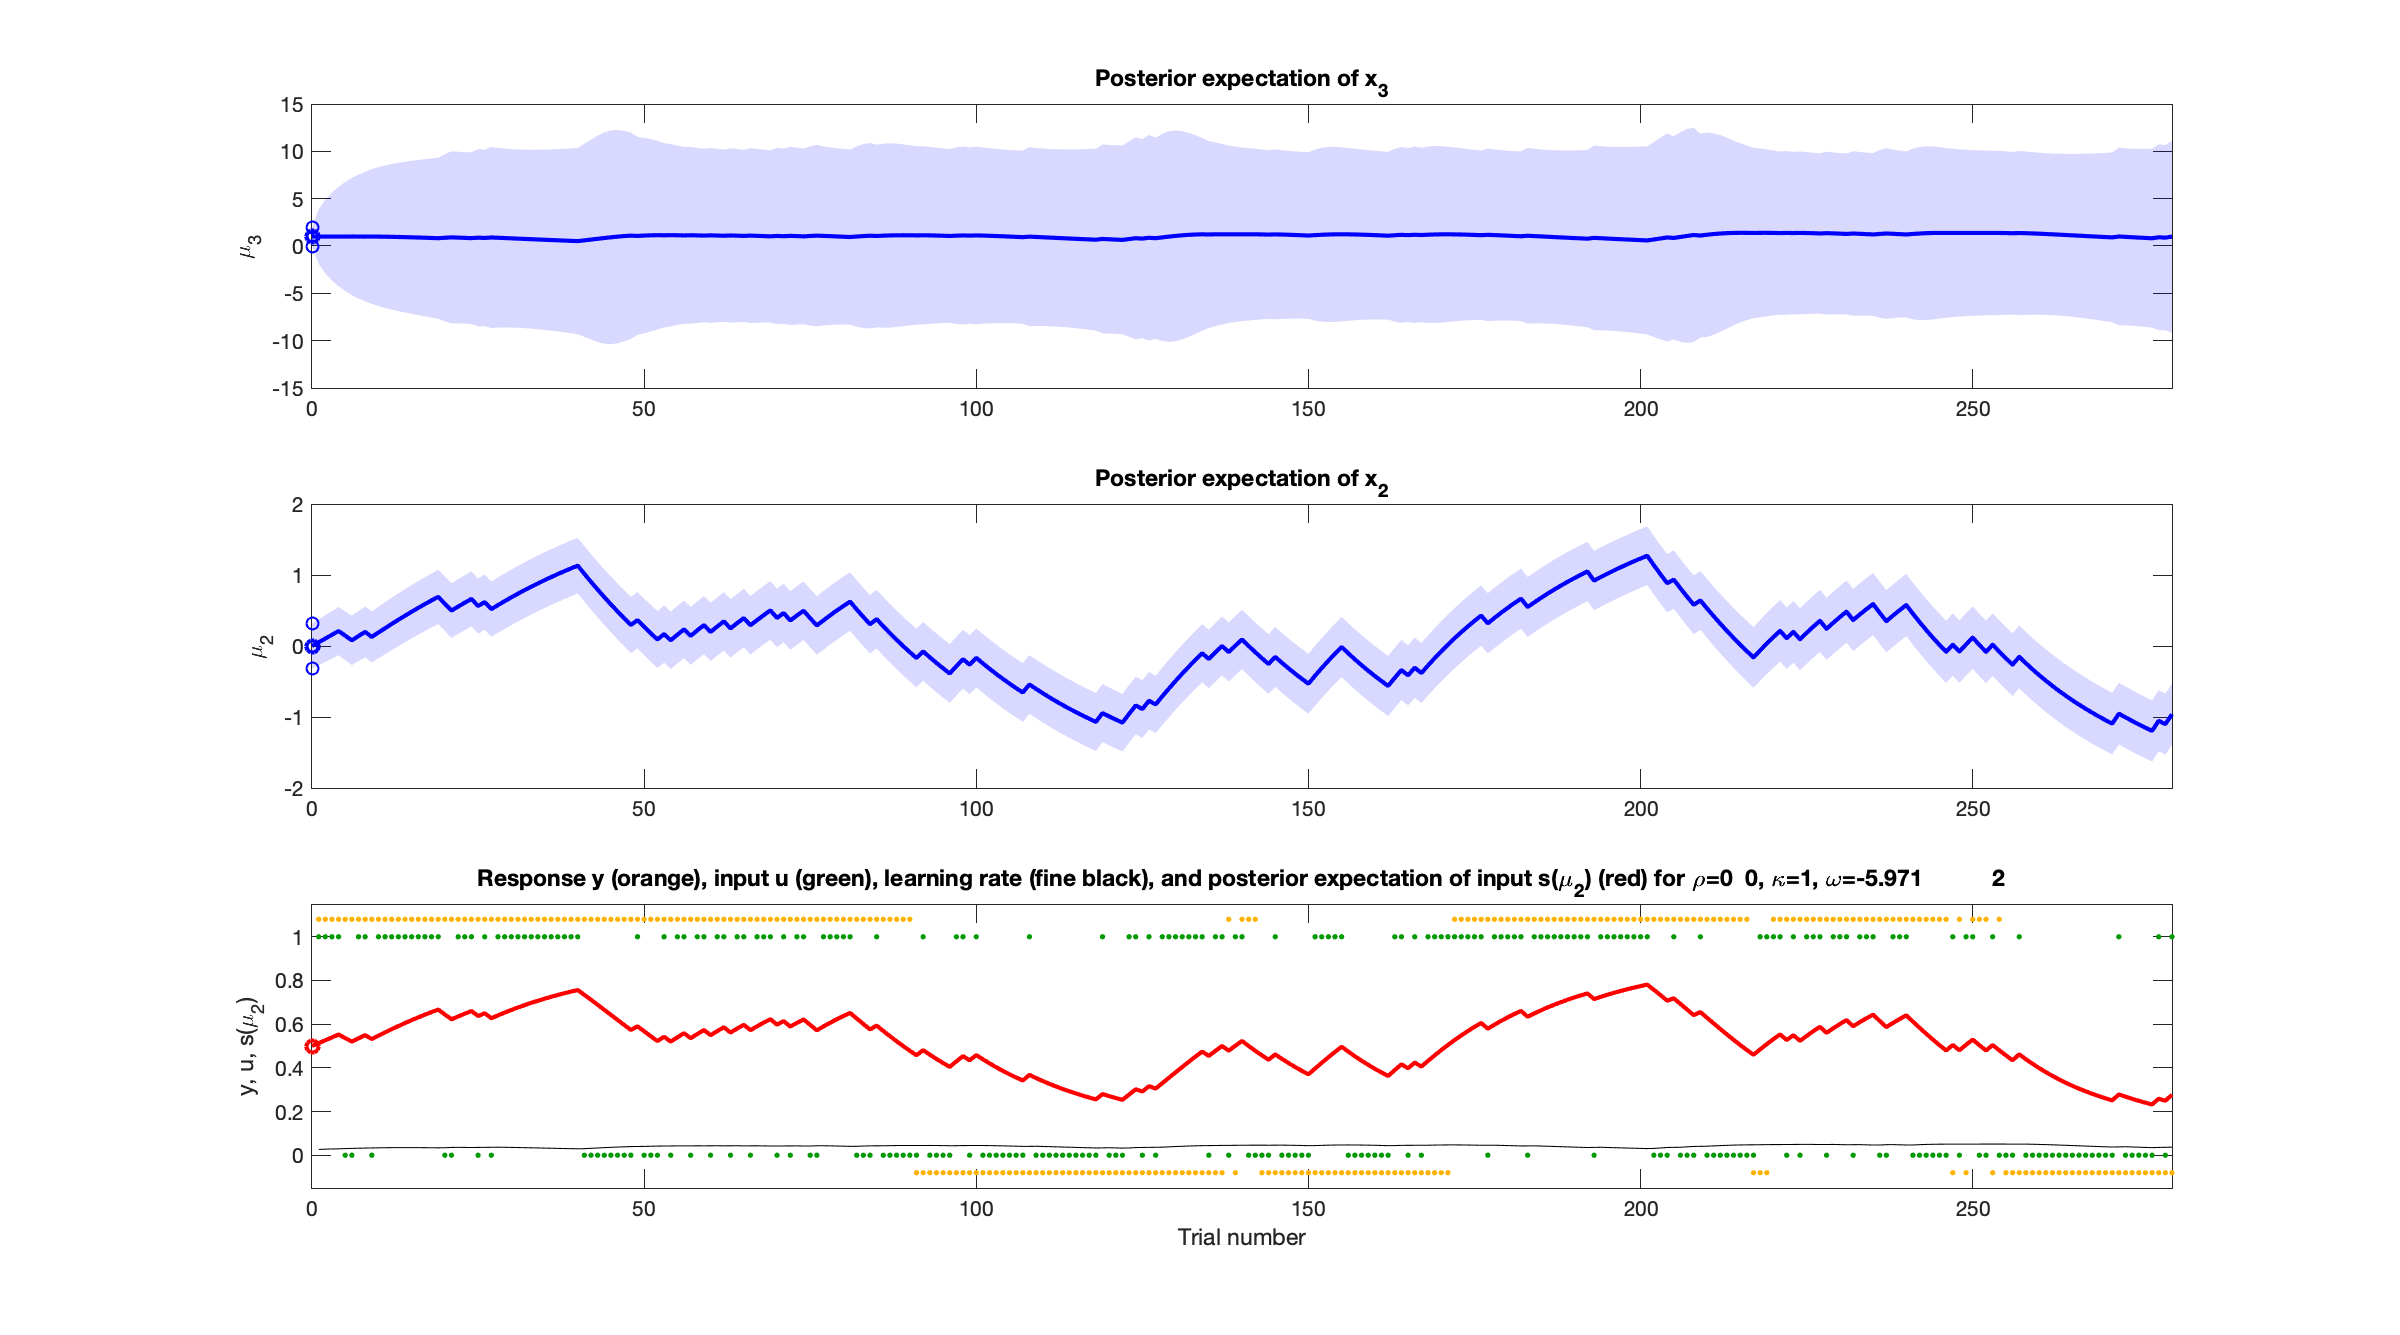 Posterior expectation of x₃
15
10
5
0
-5
-10
-15
μ₃
0 50 100 150 200 250
Posterior expectation of x₂
2
1
0
-1
-2
μ₂
0 50 100 150 200 250
Response y (orange), input u (green), learning rate (fine black), and posterior expectation of input s(μ₂) (red) for ρ=0 0, κ=1, ω=-5.971 2
1
0.8
0.6
0.4
0.2
0
y, u, s(μ₂)
0 50 100 150 200 250
Trial number